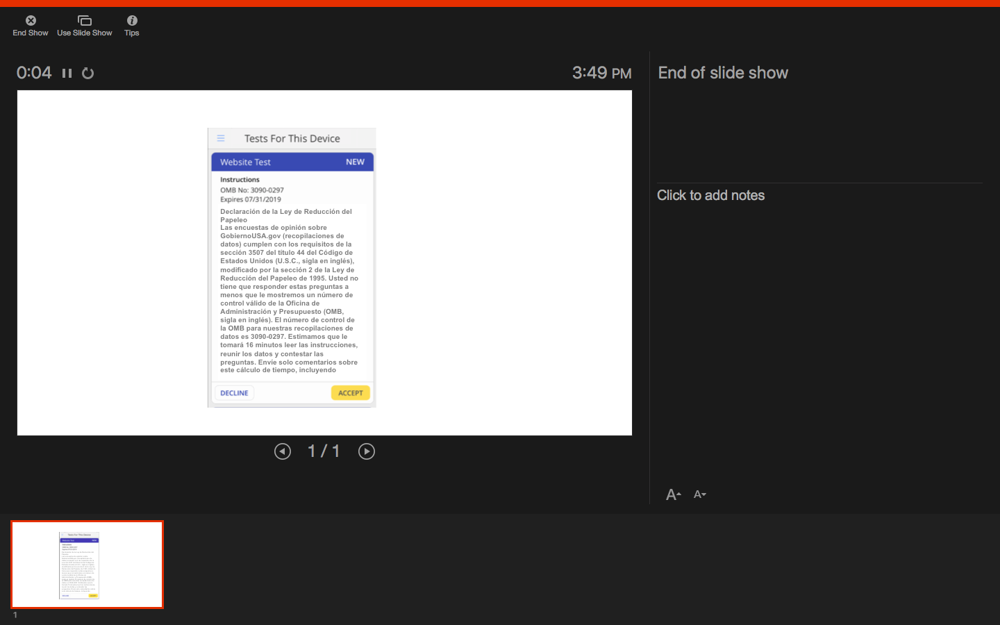 End Show Use Slide Show Tips
0:04
3:49 PM
End of slide show
Tests For This Device
Website Test NEW
Instructions
OMB No: 3090-0297
Expires 07/31/2019
Declaración de la Ley de Reducción del
Papeleo
Las encuestas de opinión sobre
GobiernoUSA.gov (recopilaciones de
datos) cumplen con los requisitos de la
sección 3507 del título 44 del Código de
Estados Unidos (U.S.C., sigla en inglés),
modificado por la sección 2 de la Ley de
Reducción del Papeleo de 1995. Usted no
tiene que responder estas preguntas a
menos que le mostremos un número de
control válido de la Oficina de
Administración y Presupuesto (OMB,
sigla en inglés). El número de control de
la OMB para nuestras recopilaciones de
datos es 3090-0297. Estimamos que le
tomará 16 minutos leer las instrucciones,
reunir los datos y contestar las
preguntas. Envíe solo comentarios sobre
este cálculo de tiempo, incluyendo
DECLINE ACCEPT
Click to add notes
1 / 1
A A
1